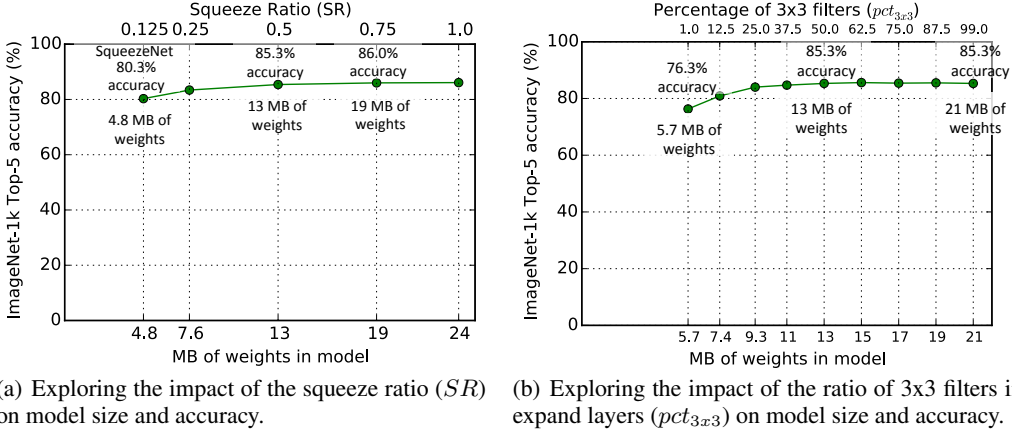 Squeeze Ratio (SR)
0.125 0.25 0.5 0.75 1.0
100
80
60
40
20
0
ImageNet-1k Top-5 accuracy (%)
SqueezeNet
80.3%
accuracy
4.8 MB of
weights
85.3%
accuracy
13 MB of
weights
86.0%
accuracy
19 MB of
weights
4.8 7.6 13 19 24
MB of weights in model
(a) Exploring the impact of the squeeze ratio (SR)
on model size and accuracy.
Percentage of 3x3 filters (pct3x3)
1.0 12.5 25.0 37.5 50.0 62.5 75.0 87.5 99.0
100
80
60
40
20
0
ImageNet-1k Top-5 accuracy (%)
76.3%
accuracy
5.7 MB of
weights
85.3%
accuracy
13 MB of
weights
85.3%
accuracy
21 MB of
weights
5.7 7.4 9.3 11 13 15 17 19 21
MB of weights in model
(b) Exploring the impact of the ratio of 3x3 filters i
expand layers (pct3x3) on model size and accuracy.